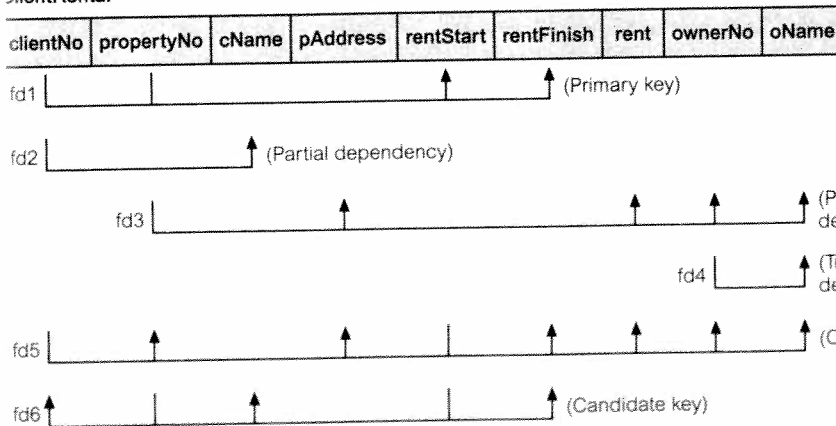 clientNo propertyNo cName pAddress rentStart rentFinish rent ownerNo oName
fd1 (Primary key)
fd2 (Partial dependency)
fd3 (P
de
fd4 (T
de
fd5 (C
fd6 (Candidate key)